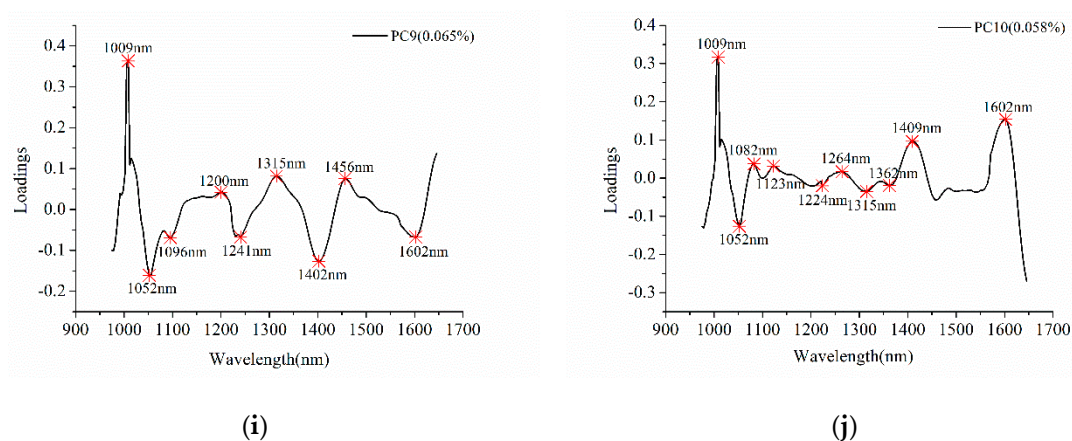 PC9(0.065%)
1009nm
1052nm
1096nm
1200nm
1241nm
1315nm
1402nm
1456nm
1602nm
0.4
0.3
0.2
0.1
0.0
-0.1
-0.2
Loadings
900 1000 1100 1200 1300 1400 1500 1600 1700
Wavelength(nm)
(i)
PC10(0.058%)
1009nm
1052nm
1082nm
1123nm
1224nm
1264nm
1315nm
1362nm
1409nm
1602nm
0.4
0.3
0.2
0.1
0.0
-0.1
-0.2
-0.3
Loadings
900 1000 1100 1200 1300 1400 1500 1600 1700
Wavelength(nm)
(j)